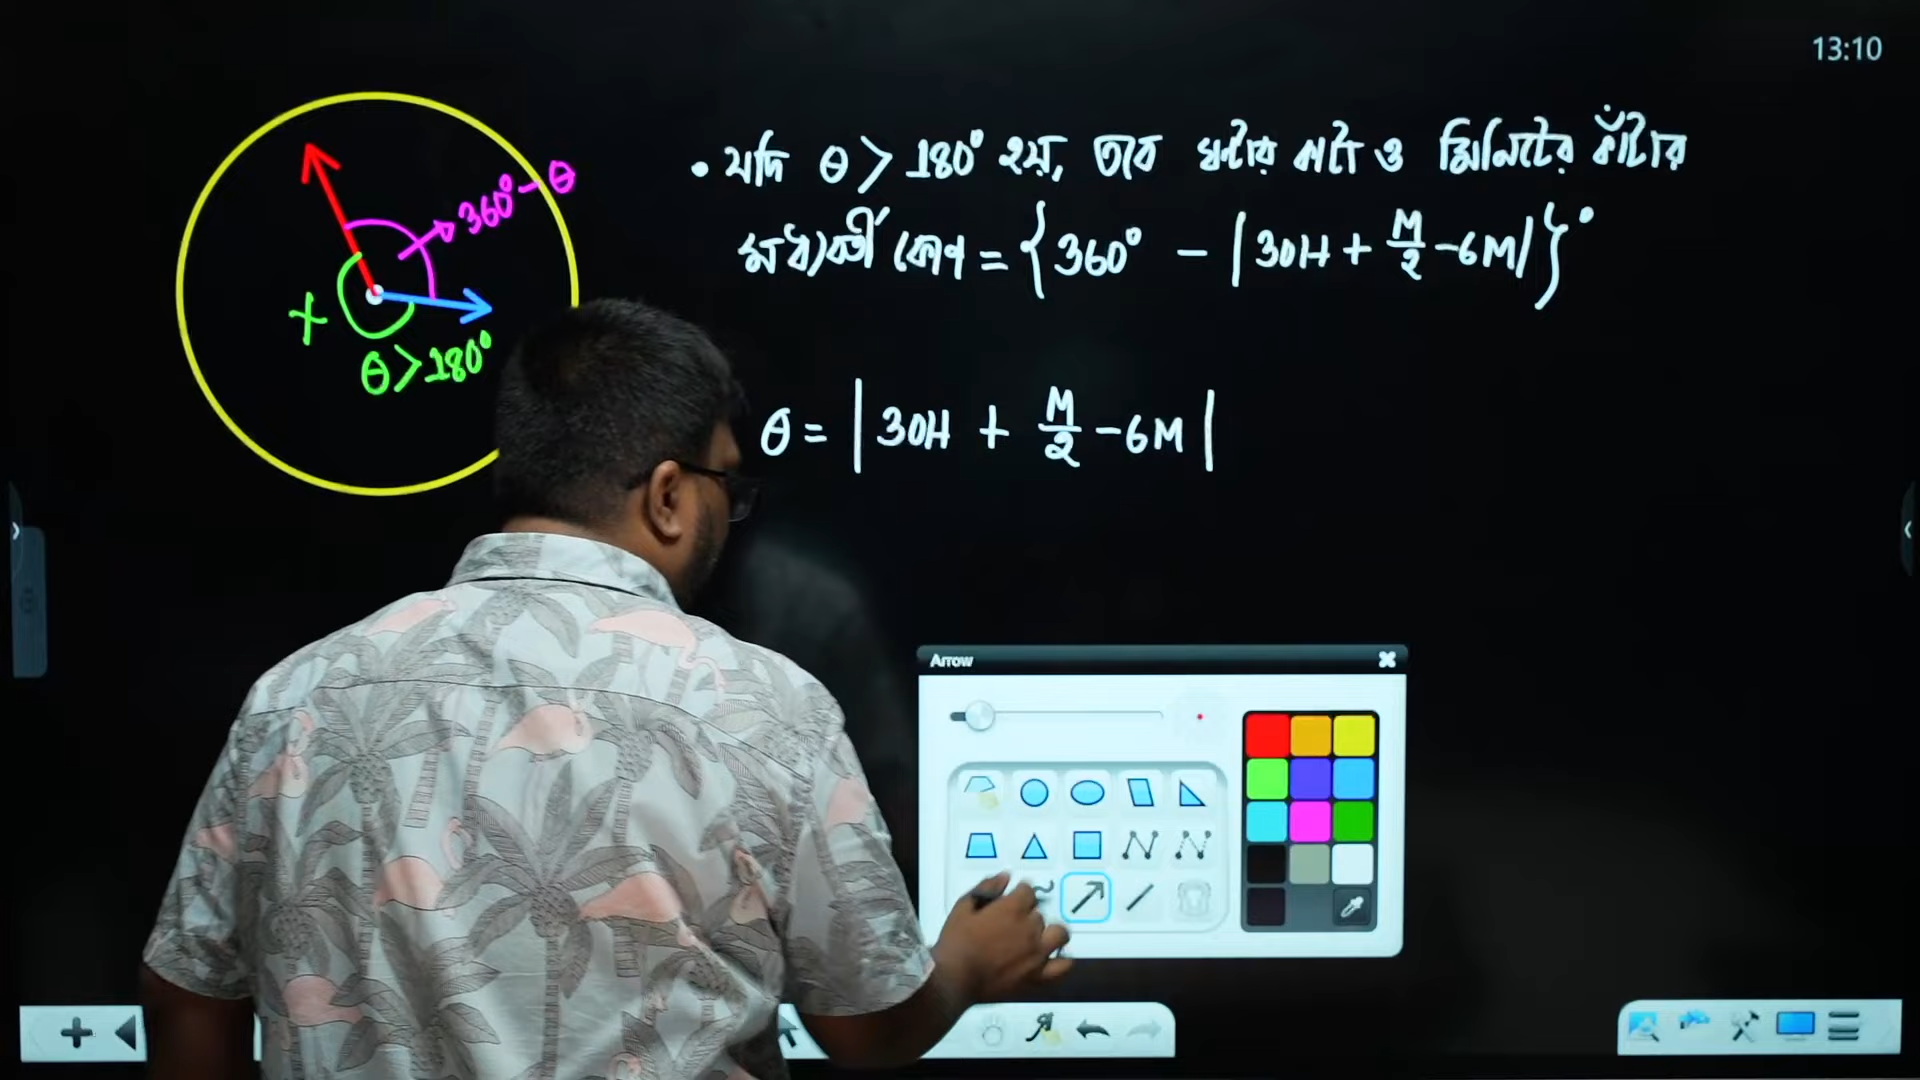 13:10
• যদি θ > 180° হয়, তবে ঘন্টার কাটা ও মিনিটের কাঁটার
মধ্যবর্তী কোণ = {360° - |30H + M/2 - 6M|}°
360° - θ
θ > 180°
θ = |30H + M/2 - 6M|
Arrow